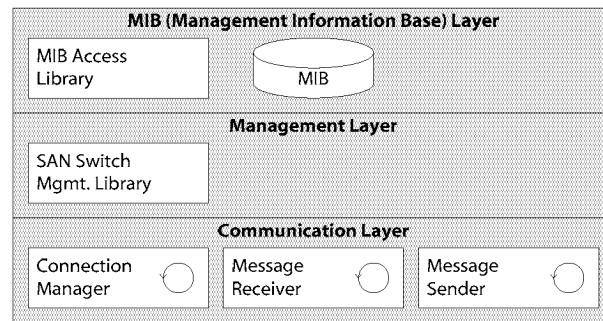 MIB (Management Information Base) Layer
MIB Access
Library
MIB
Management Layer
SAN Switch
Mgmt. Library
Communication Layer
Connection
Manager
Message
Receiver
Message
Sender